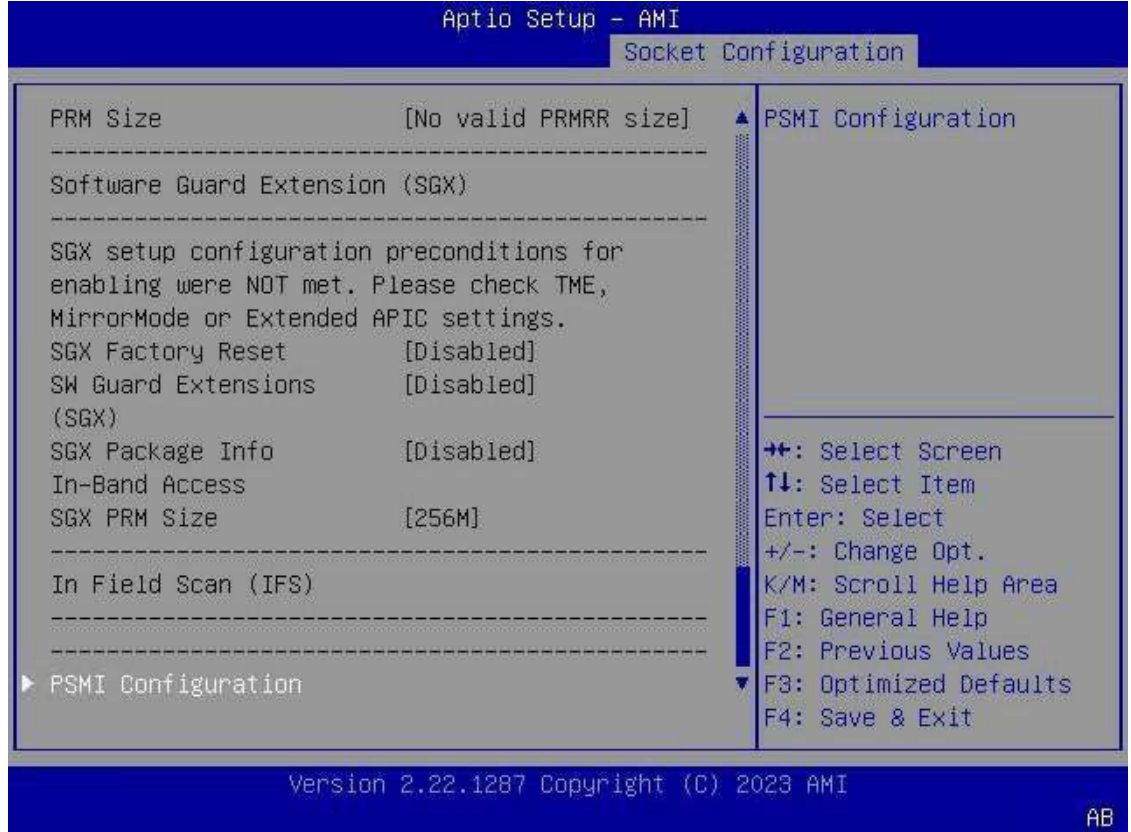 Aptio Setup – AMI
Socket Configuration
PRM Size [No valid PRMRR size]
Software Guard Extension (SGX)
SGX setup configuration preconditions for
enabling were NOT met. Please check TME,
MirrorMode or Extended APIC settings.
SGX Factory Reset [Disabled]
SW Guard Extensions [Disabled]
(SGX)
SGX Package Info [Disabled]
In-Band Access
SGX PRM Size [256M]
In Field Scan (IFS)
PSMI Configuration
PSMI Configuration
→←: Select Screen
↑↓: Select Item
Enter: Select
+/-: Change Opt.
K/M: Scroll Help Area
F1: General Help
F2: Previous Values
F3: Optimized Defaults
F4: Save & Exit
Version 2.22.1287 Copyright (C) 2023 AMI
AB